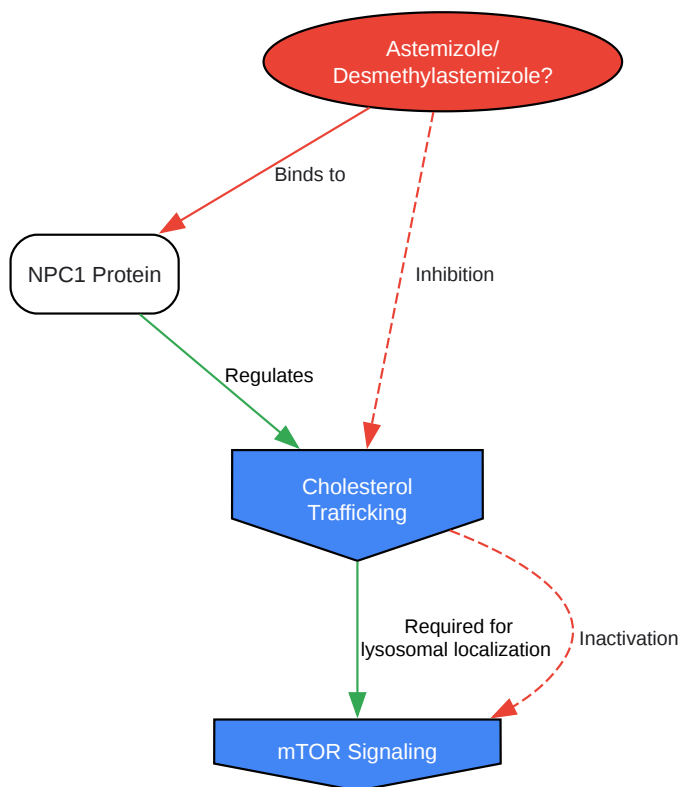 Astemizole/
Desmethylastemizole?
Binds to
NPC1 Protein
Inhibition
Regulates
Cholesterol
Trafficking
Required for
lysosomal localization
Inactivation
mTOR Signaling